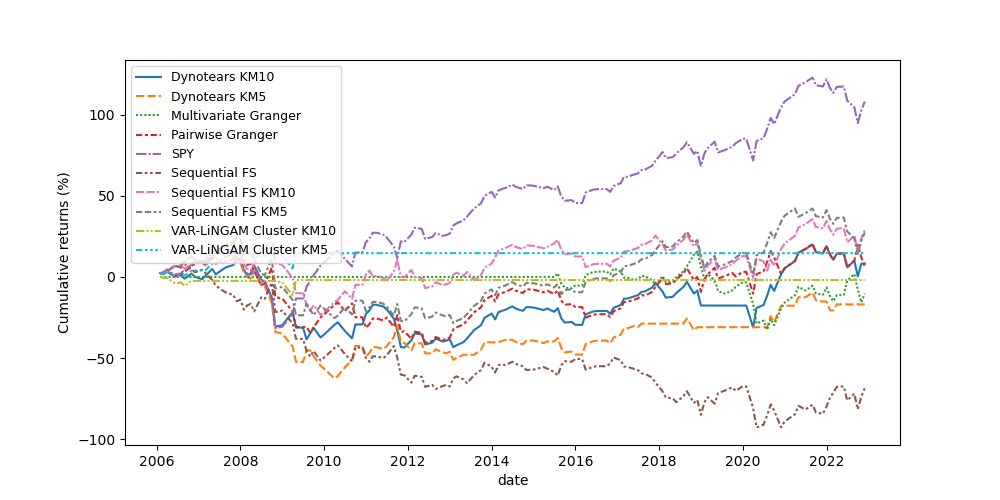 Dynotears KM10
Dynotears KM5
Multivariate Granger
Pairwise Granger
SPY
Sequential FS
Sequential FS KM10
Sequential FS KM5
VAR-LiNGAM Cluster KM10
VAR-LiNGAM Cluster KM5
Cumulative returns (%)
100
50
0
−50
−100
2006 2008 2010 2012 2014 2016 2018 2020 2022
date